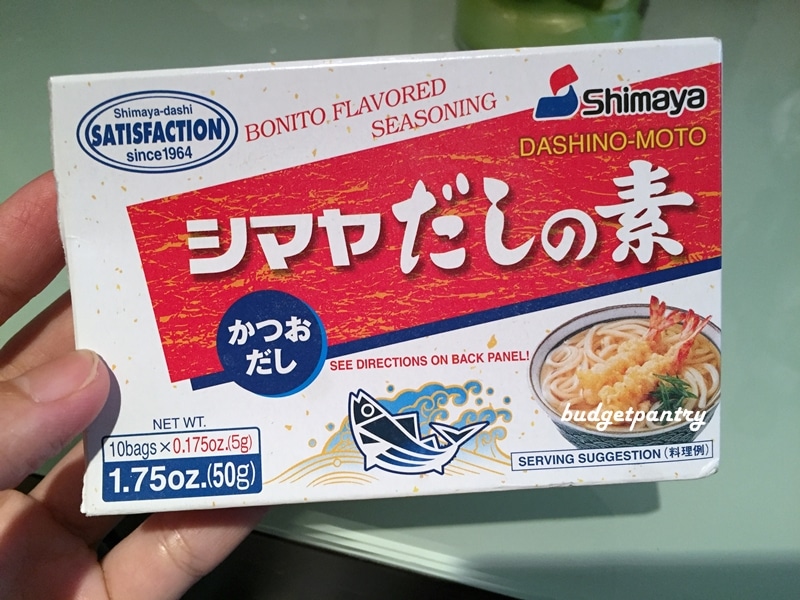 Shimaya-dashi
SATISFACTION
since1964
BONITO FLAVORED
SEASONING
Shimaya
DASHINO-MOTO
シマヤだしの素
かつお
だし
SEE DIRECTIONS ON BACK PANEL!
NET WT.
10bags×0.175oz.(5g)
1.75oz.(50g)
budgetpantry
SERVING SUGGESTION (料理例)